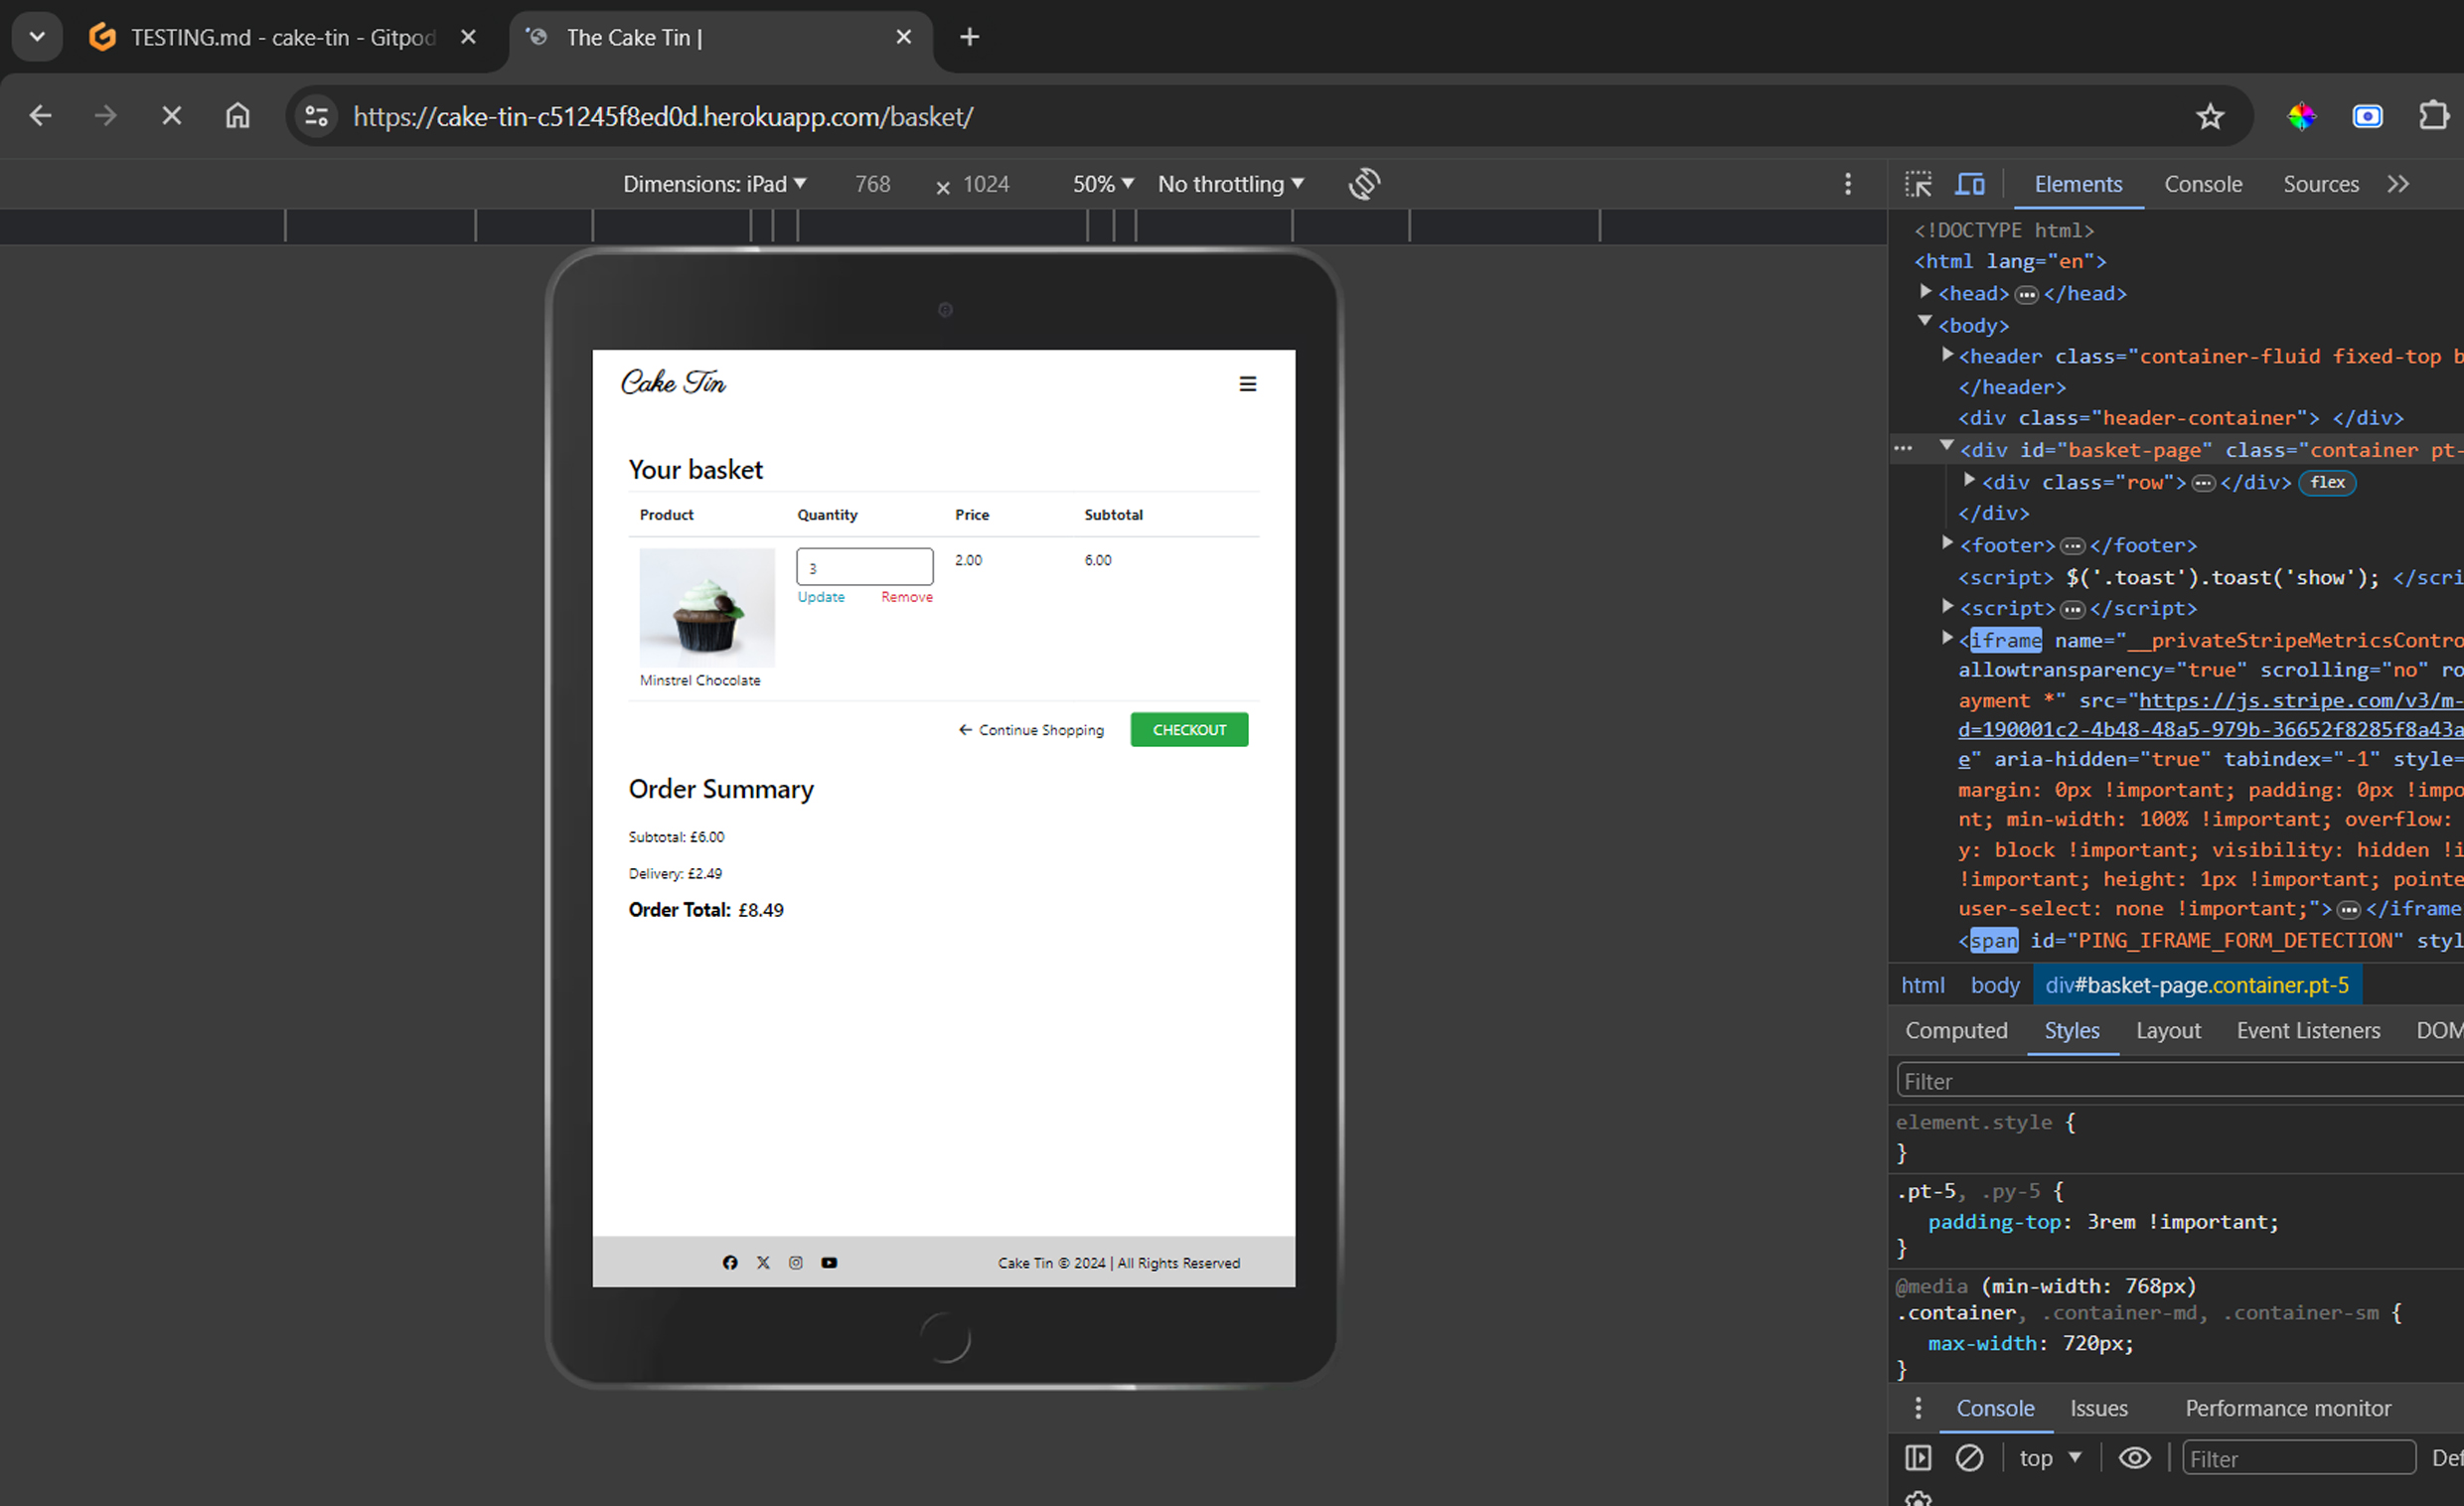 TESTING.md - cake-tin - Gitpod
The Cake Tin |
https://cake-tin-c51245f8ed0d.herokuapp.com/basket/
Dimensions: iPad 768 × 1024 50% No throttling
Elements Console Sources
Cake Tin
Your basket
Product Quantity Price Subtotal
3 2.00 6.00
Update Remove
Minstrel Chocolate
← Continue Shopping CHECKOUT
Order Summary
Subtotal: £6.00
Delivery: £2.49
Order Total: £8.49
Cake Tin © 2024 | All Rights Reserved
<!DOCTYPE html>
<html lang="en">
<head> ... </head>
<body>
<header class="container-fluid fixed-top b
</header>
<div class="header-container"> </div>
<div id="basket-page" class="container pt-
<div class="row"> ... </div> flex
</div>
<footer> ... </footer>
<script> $('.toast').toast('show'); </scri
<script> ... </script>
<iframe name="__privateStripeMetricsContro
allowtransparency="true" scrolling="no" ro
ayment *" src="https://js.stripe.com/v3/m-
d=190001c2-4b48-48a5-979b-36652f8285f8a43a
e" aria-hidden="true" tabindex="-1" style=
margin: 0px !important; padding: 0px !impo
nt; min-width: 100% !important; overflow:
y: block !important; visibility: hidden !i
!important; height: 1px !important; pointe
user-select: none !important;"> ... </iframe
<span id="PING_IFRAME_FORM_DETECTION" styl
html body div#basket-page.container.pt-5
Computed Styles Layout Event Listeners DOM
Filter
element.style {
}
.pt-5, .py-5 {
padding-top: 3rem !important;
}
@media (min-width: 768px)
.container, .container-md, .container-sm {
max-width: 720px;
}
Console Issues Performance monitor
top Filter Def